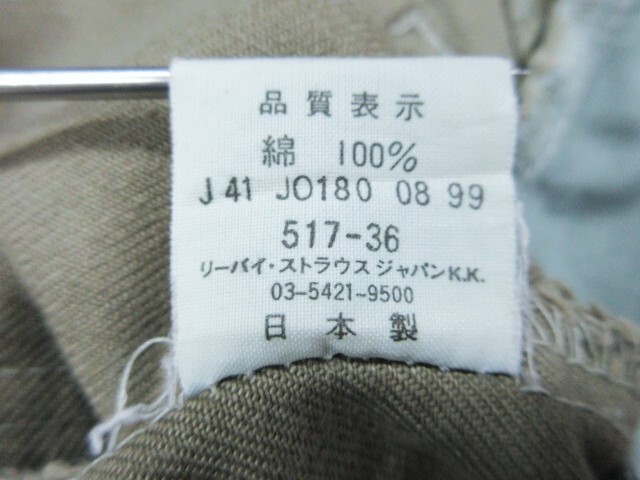 品質表示
綿 100%
J 41 JO180 08 99
517-36
リーバイ・ストラウス ジャパン K.K.
03-5421-9500
日本製